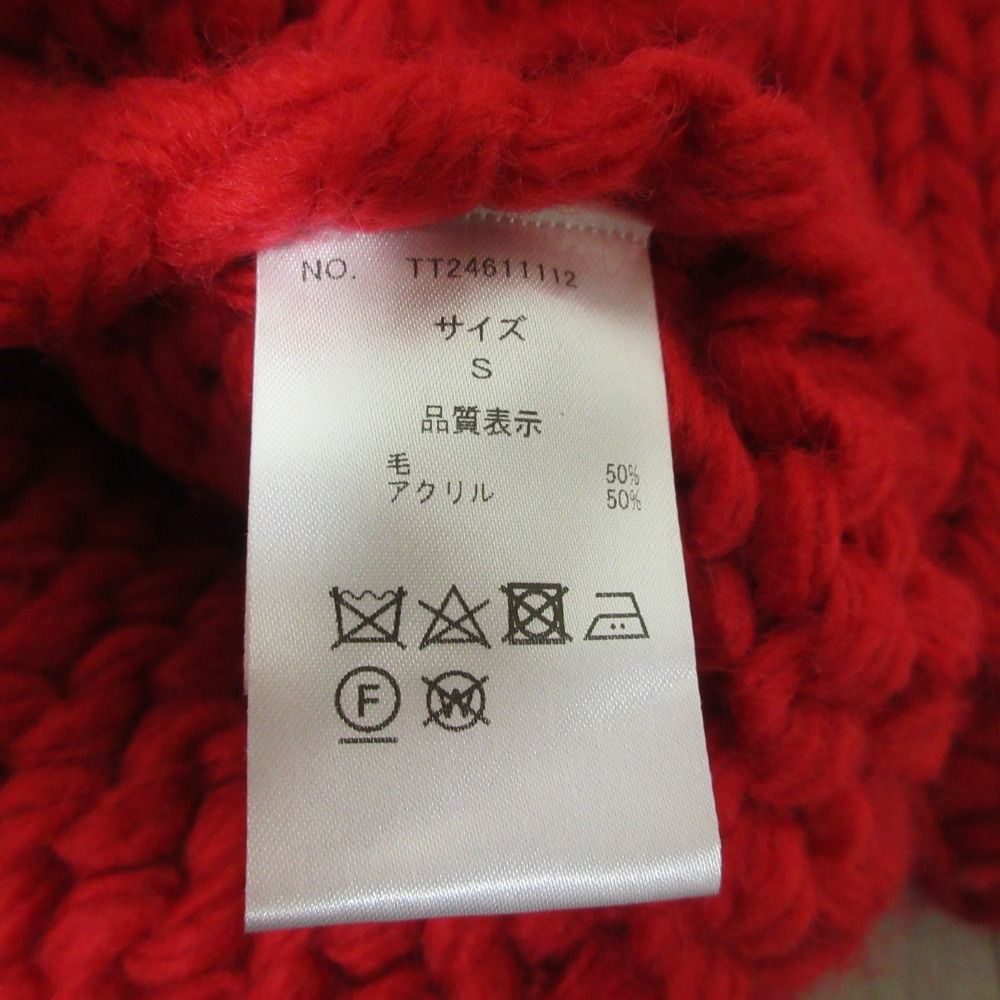 NO. TT24611112
サイズ
S
品質表示
毛 50%
アクリル 50%
F
W